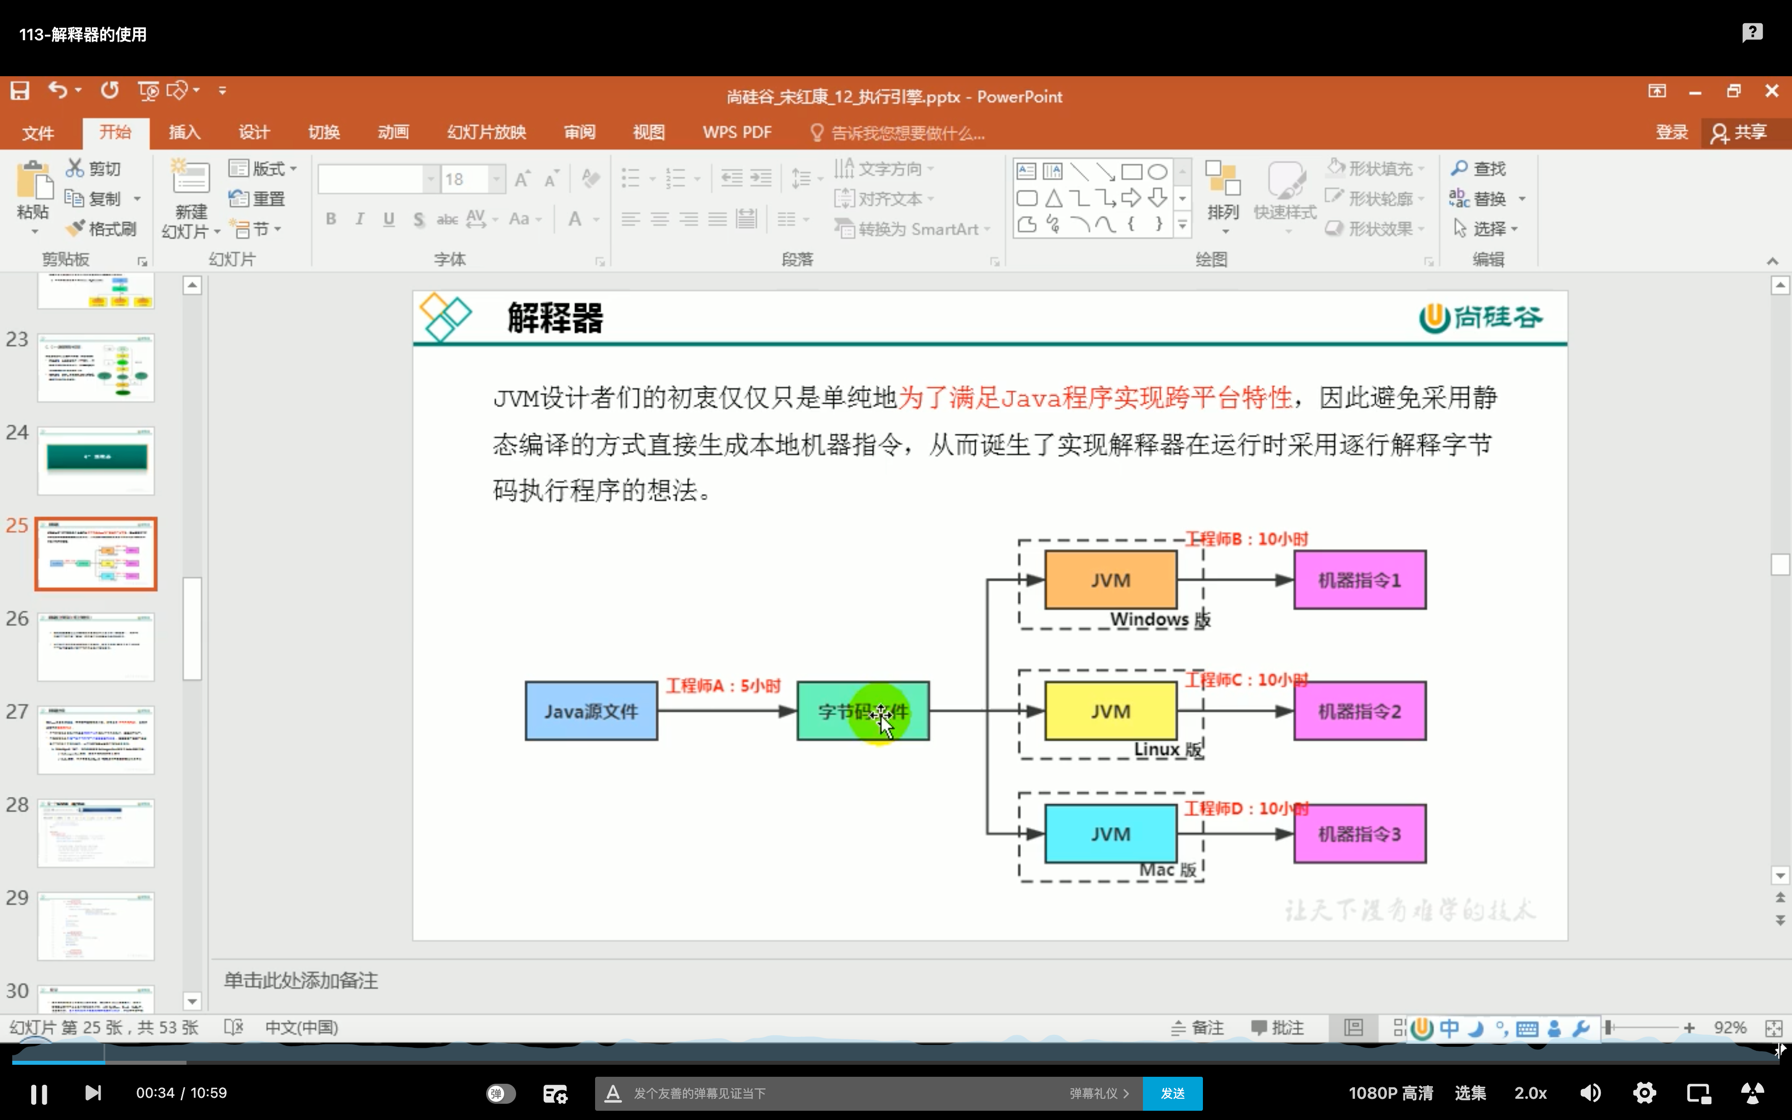 113-解释器的使用
尚硅谷_宋红康_12_执行引擎.pptx - PowerPoint
文件 开始 插入 设计 切换 动画 幻灯片放映 审阅 视图 WPS PDF 告诉我您想要做什么... 登录 共享
剪切 版式 18 文字方向 形状填充 查找
粘贴 复制 新建 重置 对齐文本 排列 快速样式 形状轮廓 替换
格式刷 幻灯片 节 B I U S abc AV Aa A 转换为 SmartArt 形状效果 选择
剪贴板 幻灯片 字体 段落 绘图 编辑
23
24
25
26
27
28
29
30
解释器
尚硅谷
JVM设计者们的初衷仅仅只是单纯地为了满足Java程序实现跨平台特性，因此避免采用静
态编译的方式直接生成本地机器指令，从而诞生了实现解释器在运行时采用逐行解释字节
码执行程序的想法。
工程师B：10小时
JVM 机器指令1
Windows 版
工程师A：5小时 工程师C：10小时
Java源文件 字节码文件 JVM 机器指令2
Linux 版
工程师D：10小时
JVM 机器指令3
Mac 版
让天下没有难学的技术
单击此处添加备注
幻灯片 第 25 张，共 53 张 中文(中国) 备注 批注 中 92%
00:34 / 10:59 弹 发个友善的弹幕见证当下 弹幕礼仪 发送 1080P 高清 选集 2.0x